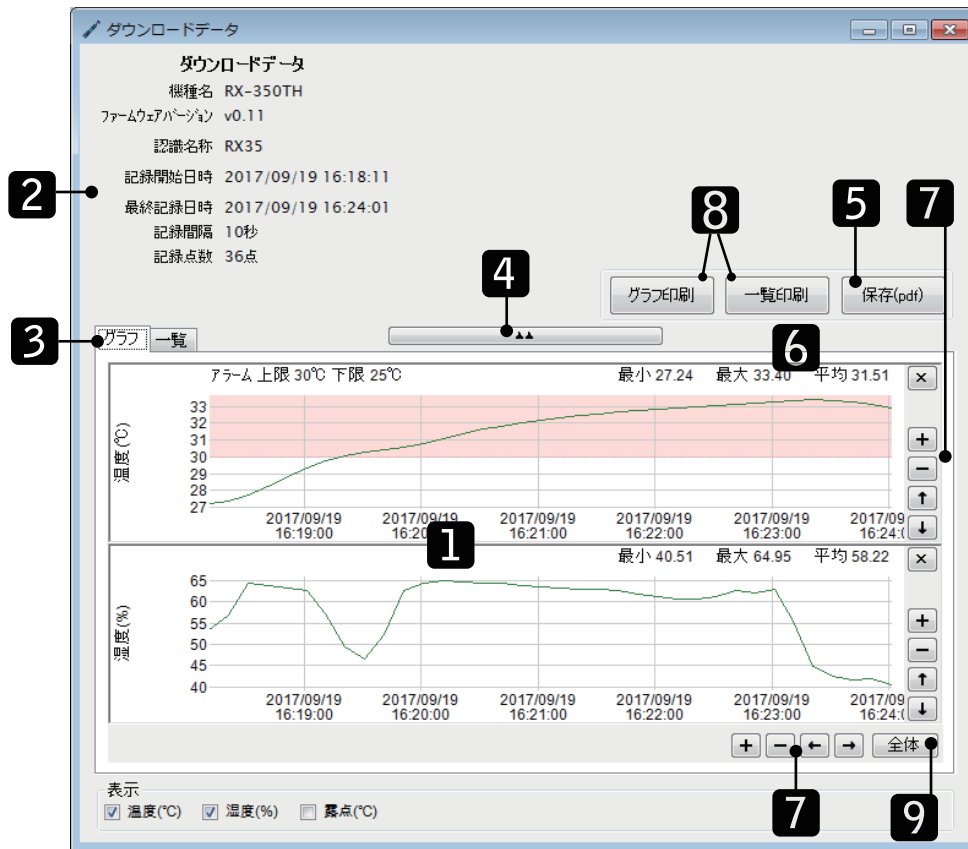 ダウンロードデータ
ダウンロードデータ
機種名 RX-350TH
ファームウェアバージョン v0.11
認識名称 RX35
記録開始日時 2017/09/19 16:18:11
2
最終記録日時 2017/09/19 16:24:01
記録間隔 10秒
記録点数 36点
8
5
7
4
グラフ印刷 一覧印刷 保存(pdf)
3
グラフ 一覧
▲▲
6
アラーム 上限 30℃ 下限 25℃ 最小 27.24 最大 33.40 平均 31.51 ×
温度(℃)
33
32
31
30
29
28
27
+
−
↑
↓
2017/09/19 2017/09/19 2017/09/19 2017/09/19 2017/09/19 2017/09
16:19:00 16:20 16:21:00 16:22:00 16:23:00 16:24:
1
最小 40.51 最大 64.95 平均 58.22 ×
湿度(%)
65
60
55
50
45
40
+
−
↑
↓
2017/09/19 2017/09/19 2017/09/19 2017/09/19 2017/09/19 2017/09
16:19:00 16:20:00 16:21:00 16:22:00 16:23:00 16:24:
+ − ← → 全体
7
9
表示
温度(℃) 湿度(%) 露点(℃)